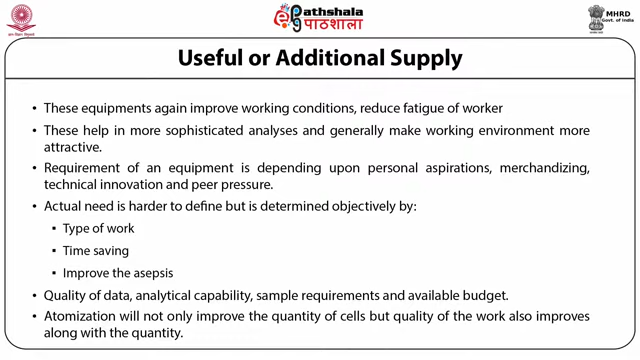 ePathshala
पाठशाला
MHRD
Govt. of India
Useful or Additional Supply
• These equipments again improve working conditions, reduce fatigue of worker
• These help in more sophisticated analyses and generally make working environment more
attractive.
• Requirement of an equipment is depending upon personal aspirations, merchandizing,
technical innovation and peer pressure.
• Actual need is harder to define but is determined objectively by:
▪ Type of work
▪ Time saving
▪ Improve the asepsis
• Quality of data, analytical capability, sample requirements and available budget.
• Atomization will not only improve the quantity of cells but quality of the work also improves
along with the quantity.